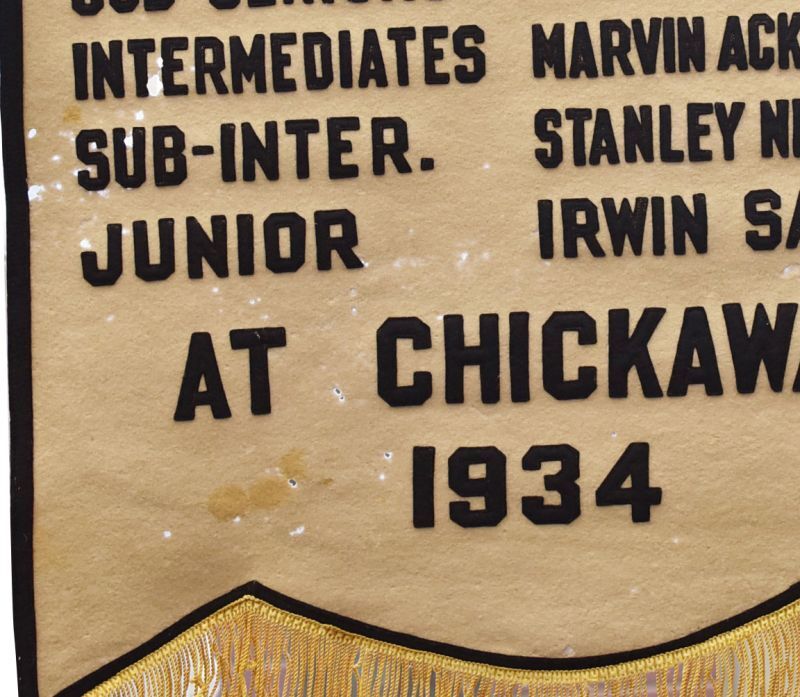 INTERMEDIATES MARVIN
SUB-INTER. STANLEY
JUNIOR IRWIN
AT
1934